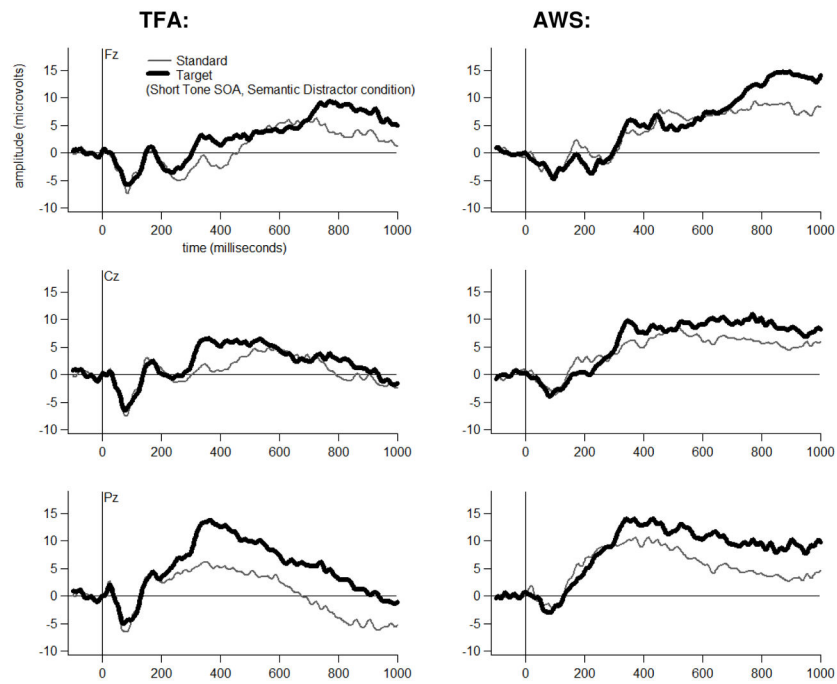 TFA:
AWS:
Fz
Standard
Target
(Short Tone SOA, Semantic Distractor condition)
amplitude (microvolts)
15
10
5
0
-5
-10
0 200 400 600 800 1000
time (milliseconds)
15
10
5
0
-5
-10
0 200 400 600 800 1000
Cz
15
10
5
0
-5
-10
0 200 400 600 800 1000
15
10
5
0
-5
-10
0 200 400 600 800 1000
Pz
15
10
5
0
-5
-10
0 200 400 600 800 1000
15
10
5
0
-5
-10
0 200 400 600 800 1000